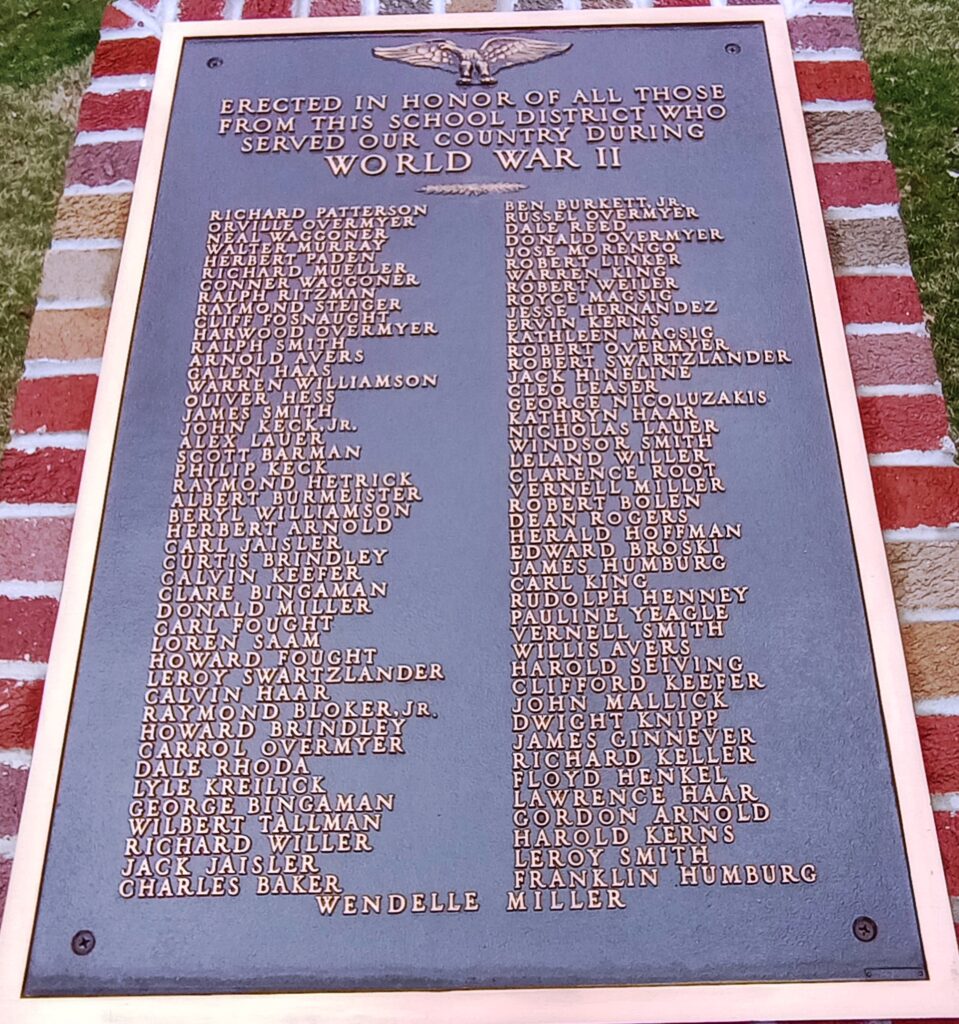 ERECTED IN HONOR OF ALL THOSE
FROM THIS SCHOOL DISTRICT WHO
SERVED OUR COUNTRY DURING
WORLD WAR II
RICHARD PATTERSON
ORVILLE OVERMYER
NEAL WAGGONER
WALTER MURRAY
HERBERT PADEN
RICHARD MUELLER
CONNER WAGGONER
RALPH RITZMAN
RAYMOND STEIGER
CLIFF POSNAUGHT
HARWOOD OVERMYER
RALPH SMITH
ARNOLD AVERS
GALEN HAAS
WARREN WILLIAMSON
OLIVER HESS
JAMES SMITH
JOHN KECK, JR.
ALEX LAUER
SCOTT BARMAN
PHILIP KECK
RAYMOND HETRICK
ALBERT BURMEISTER
BERYL WILLIAMSON
HERBERT ARNOLD
CARL JAISLER
CURTIS BRINDLEY
CALVIN KEEFER
CLARE BINGAMAN
DONALD MILLER
CARL FOUGHT
LOREN SAAM
HOWARD FOUGHT
LEROY SWARTZLANDER
CALVIN HAAR
RAYMOND BLOKER, JR.
HOWARD BRINDLEY
CARROL OVERMYER
DALE RHODA
LYLE KREILICK
GEORGE BINGAMAN
WILBERT TALLMAN
RICHARD WILLER
JACK JAISLER
CHARLES BAKER
BEN BURKETT, JR.
RUSSEL OVERMYER
DALE REED
DONALD OVERMYER
JOSE MORENGO
ROBERT LINKER
WARREN KING
ROBERT WEILER
ROYCE MAGSIG
JESSE HERNANDEZ
ERVIN KERNS
KATHLEEN MAGSIG
ROBERT OVERMYER
ROBERT SWARTZLANDER
JACK HINELINE
CLEO LEASER
GEORGE NICOLUZAKIS
KATHRYN HAAR
NICHOLAS LAUER
WINDSOR SMITH
LELAND WILLER
CLARENCE ROOT
VERNELL MILLER
ROBERT BOLEN
DEAN ROGERS
HERALD HOFFMAN
EDWARD BROSKI
JAMES HUMBURG
CARL KING
RUDOLPH HENNEY
PAULINE YEAGLE
VERNELL SMITH
WILLIS AVERS
HAROLD SEIVING
CLIFFORD KEEFER
JOHN MALLICK
DWIGHT KNIPP
JAMES GINNEVER
RICHARD KELLER
FLOYD HENKEL
LAWRENCE HAAR
GORDON ARNOLD
HAROLD KERNS
LEROY SMITH
FRANKLIN HUMBURG
WENDELLE MILLER